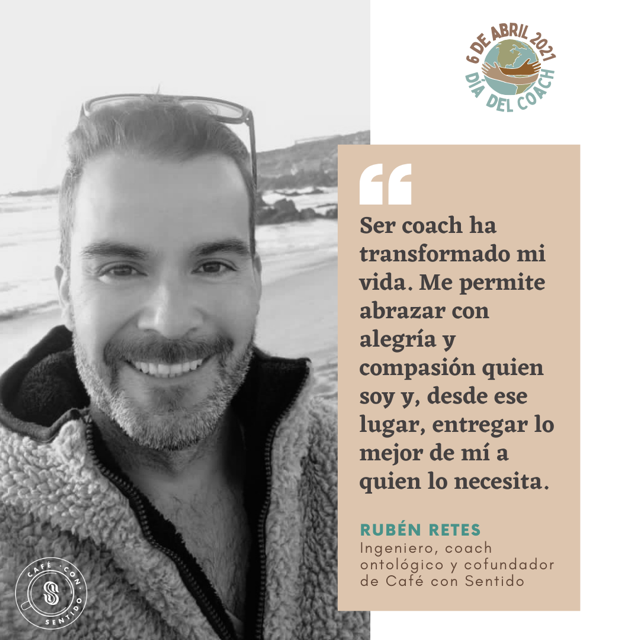 6 DE ABRIL 2021
DÍA DEL COACH
Ser coach ha
transformado mi
vida. Me permite
abrazar con
alegría y
compasión quien
soy y, desde ese
lugar, entregar lo
mejor de mí a
quien lo necesita.
RUBÉN RETES
Ingeniero, coach
ontológico y cofundador
de Café con Sentido
CAFÉ · CON ·
SENTIDO